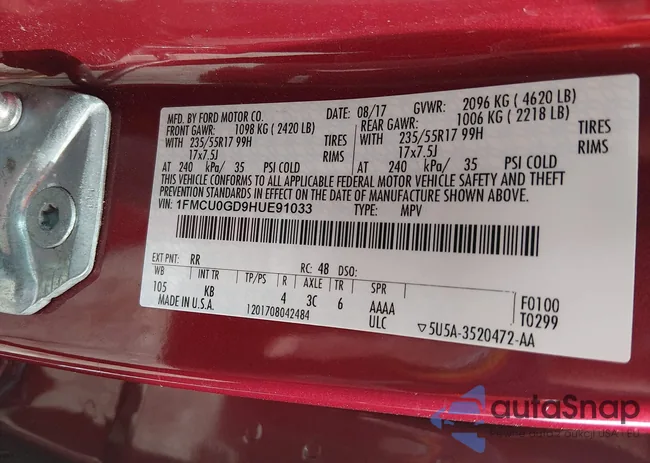 MFD. BY FORD MOTOR CO. DATE: 08/17 GVWR: 2096 KG ( 4620 LB)
FRONT GAWR: 1098 KG ( 2420 LB) REAR GAWR: 1006 KG ( 2218 LB)
WITH 235/55R17 99H TIRES WITH 235/55R17 99H TIRES
17x7.5J RIMS 17x7.5J RIMS
AT 240 kPa/ 35 PSI COLD AT 240 kPa/ 35 PSI COLD
THIS VEHICLE CONFORMS TO ALL APPLICABLE FEDERAL MOTOR VEHICLE SAFETY AND THEFT
PREVENTION STANDARDS IN EFFECT ON THE DATE OF MANUFACTURE SHOWN ABOVE.
VIN: 1FMCU0GD9HUE91033 TYPE: MPV
EXT PNT: RR RC: 48 DSO:
WB INT TR TP/PS R AXLE TR SPR
105 KB 4 3C 6 AAAA F0100
MADE IN U.S.A. 1201708042484 ULC T0299
▽5U5A-3520472-AA
autoSnap